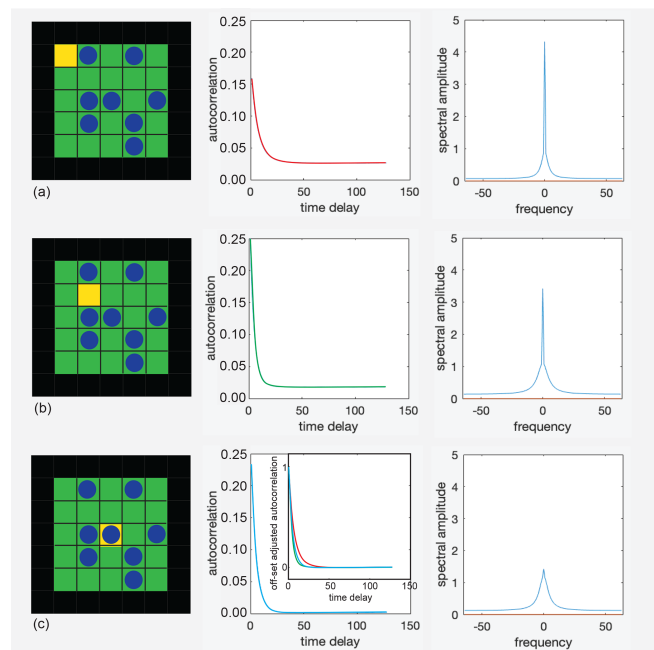 0.25
0.20
0.15
0.10
0.05
0.00
autocorrelation
0 50 100 150
time delay
5
4
3
2
1
0
spectral amplitude
-50 0 50
frequency
(a)
0.25
0.20
0.15
0.10
0.05
0.00
autocorrelation
0 50 100 150
time delay
5
4
3
2
1
0
spectral amplitude
-50 0 50
frequency
(b)
0.25
0.20
0.15
0.10
0.05
0.00
autocorrelation
0 50 100 150
time delay
off-set adjusted autocorrelation
1
0
0 50 100 150
time delay
5
4
3
2
1
0
spectral amplitude
-50 0 50
frequency
(c)